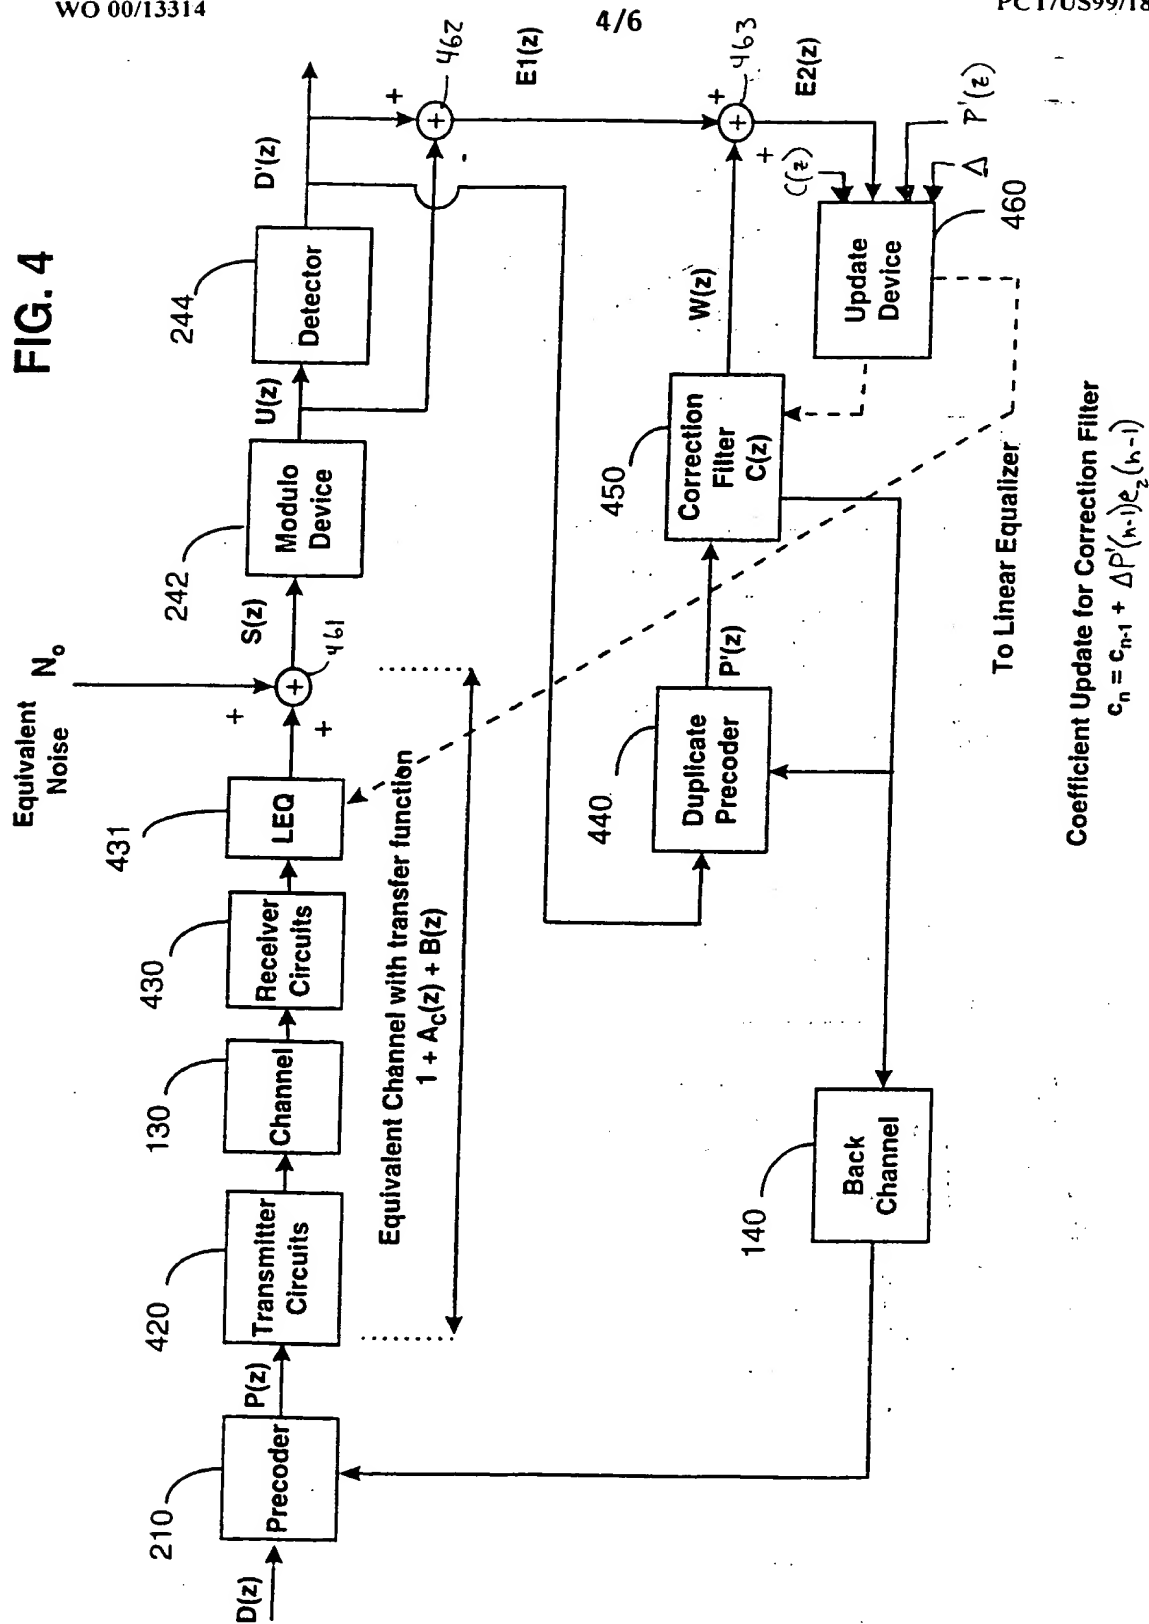 WO 00/13314
4/6
PCT/US99/18
FIG. 4
Equivalent
Noise
N₀
D(z)
210
Precoder
P(z)
420
Transmitter
Circuits
130
Channel
430
Receiver
Circuits
431
LEQ
+
+
+
461
S(z)
242
Modulo
Device
U(z)
244
Detector
D'(z)
+
+
462
E1(z)
Equivalent Channel with transfer function
1 + A_C(z) + B(z)
440
Duplicate
Precoder
P'(z)
450
Correction
Filter
C(z)
W(z)
+
+
+
463
E2(z)
C(z)
P'(z)
Δ
Update
Device
460
140
Back
Channel
To Linear Equalizer
Coefficient Update for Correction Filter
c_n = c_{n-1} + ΔP'(n-1)e_2(n-1)